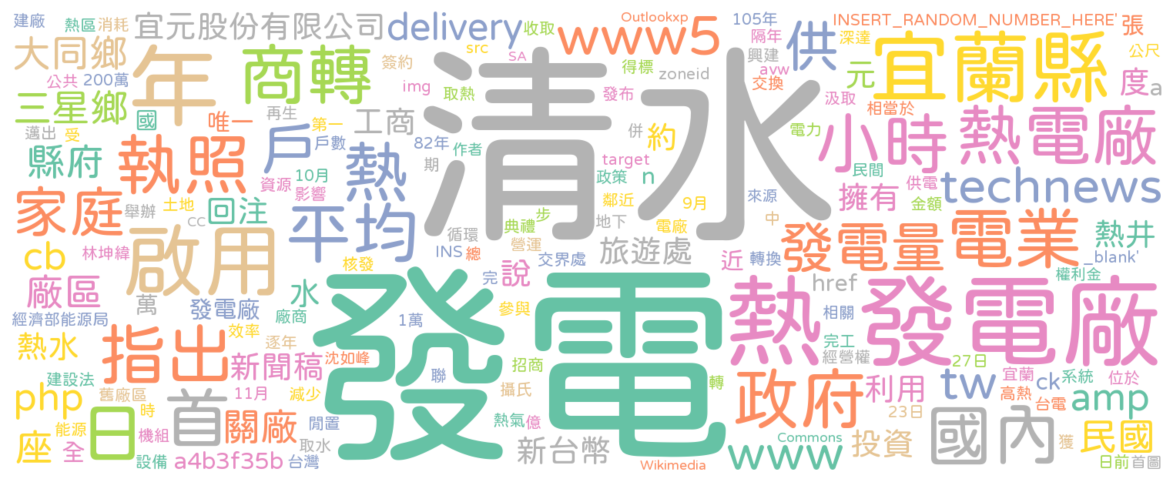 建廠 熱區 消耗 宜元股份有限公司 delivery 收取 Outlookxp www5 105年 供 INSERT_RANDOM_NUMBER_HERE' 張
大同鄉 年 商轉 公共 200萬 簽約 src SA 得標 zoneid 興建 隔年 avw 交換 元 深達 宜蘭縣 度 a 公尺
三星鄉 國 唯一 再生 工商 img 取熱 發布 併 約 汲取 相當於 小時 熱電廠
邁出 受 縣府 執照 第一 戶 戶數 82年 作者 熱 期 清水 target 政策 n 電力 民間 供電 擁有 technews
家庭 舉辦 土地 回注 資源 10月 影響 平均 典禮 步 鄰近 地下 電廠 9月 來源 中 金額 電業 熱井
cb cc 林坤緯 啟用 核發 循環 INS 總 營運 交界處 旅遊處 近 轉換 發電量 _blank' 權利金
廠區 萬 發電廠 水 廠商 完 說 參與 href 相關
經濟部能源局 指出 效率 逐年 1萬 發電 熱 發電廠
熱水 建設法 新聞稿 沈如峰 聯 招商 轉 完工 經營權 27日 宜蘭 系統 位於
php 舊廠區 11月 減少 攝氏 政府 利用 tw ck 高熱 台電 amp
座 日 時 首 關廠 閒置 熱氣 億 23日 國內 民國 獲
能源 全 機組 設備 a4b3f35b 取水 台灣 新台幣 Wikimedia www Commons 投資 日前 首圖